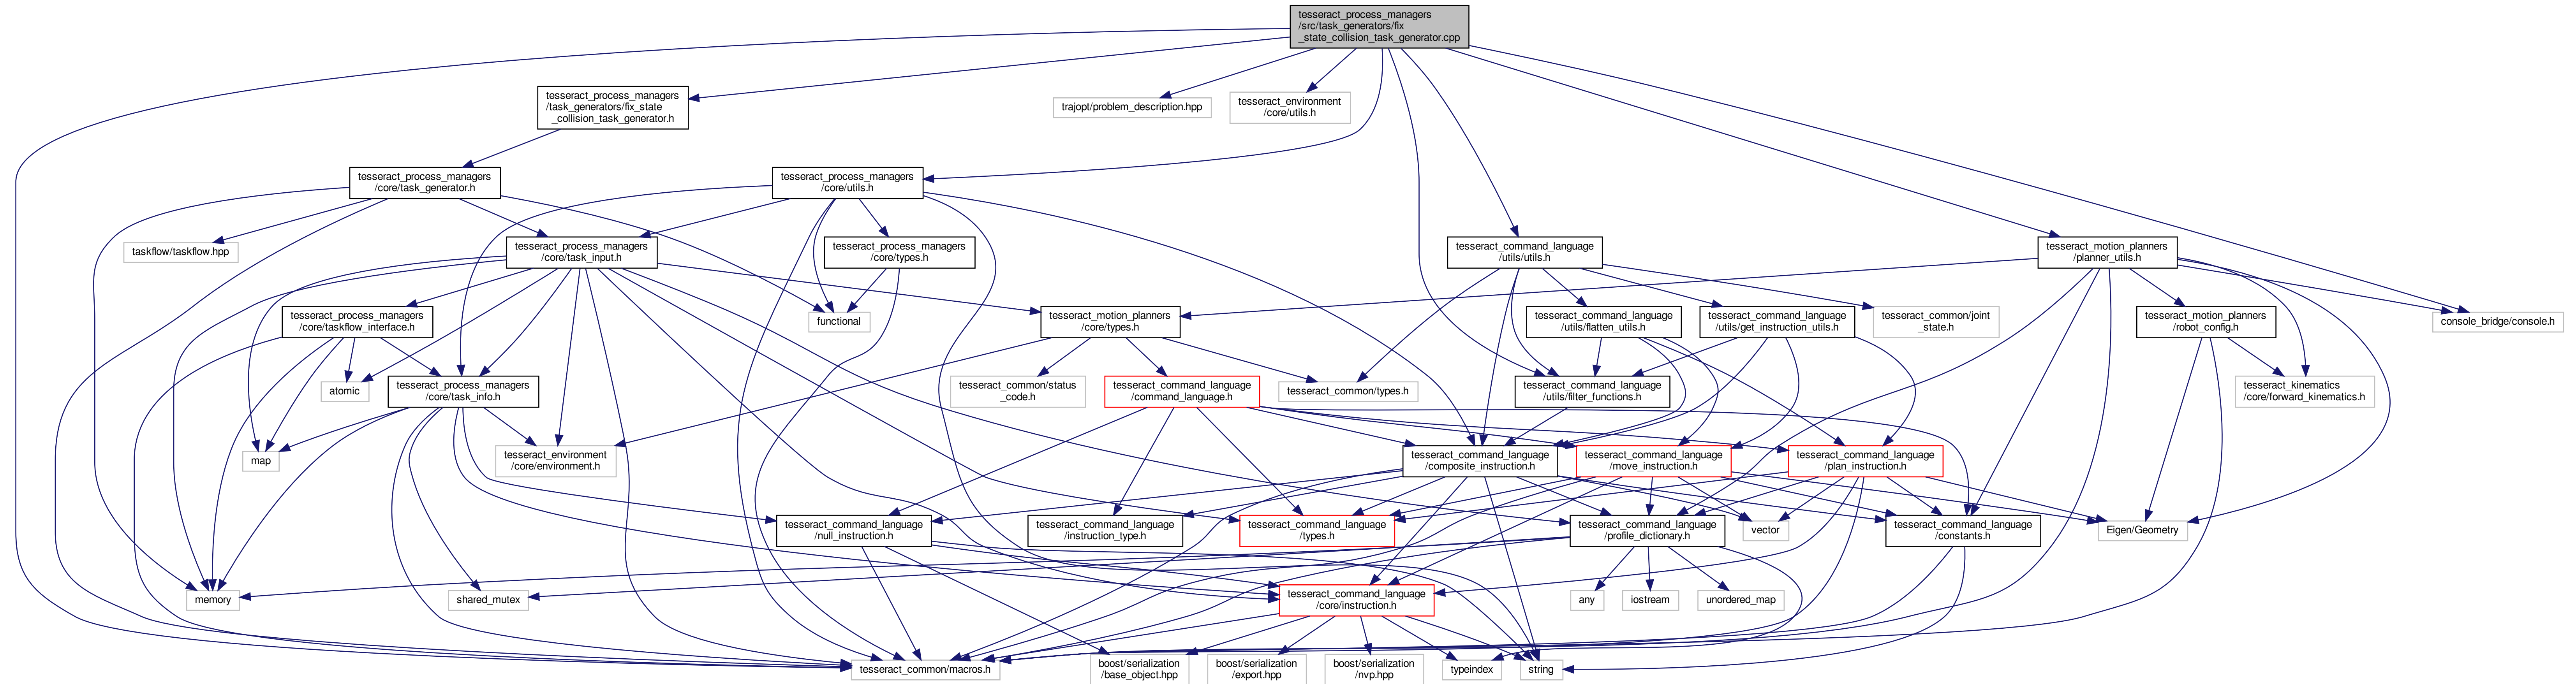 tesseract_process_managers
/src/task_generators/fix
_state_collision_task_generator.cpp
tesseract_process_managers
/task_generators/fix_state
_collision_task_generator.h
trajopt/problem_description.hpp
tesseract_environment
/core/utils.h
tesseract_process_managers
/core/task_generator.h
tesseract_process_managers
/core/utils.h
taskflow/taskflow.hpp
tesseract_process_managers
/core/task_input.h
tesseract_process_managers
/core/types.h
tesseract_command_language
/utils/utils.h
tesseract_motion_planners
/planner_utils.h
tesseract_process_managers
/core/taskflow_interface.h
functional
tesseract_motion_planners
/core/types.h
tesseract_command_language
/utils/flatten_utils.h
tesseract_command_language
/utils/get_instruction_utils.h
tesseract_common/joint
_state.h
tesseract_motion_planners
/robot_config.h
console_bridge/console.h
atomic
tesseract_process_managers
/core/task_info.h
tesseract_common/status
_code.h
tesseract_command_language
/command_language.h
tesseract_common/types.h
tesseract_command_language
/utils/filter_functions.h
tesseract_kinematics
/core/forward_kinematics.h
map
tesseract_environment
/core/environment.h
tesseract_command_language
/composite_instruction.h
tesseract_command_language
/move_instruction.h
tesseract_command_language
/plan_instruction.h
tesseract_command_language
/null_instruction.h
tesseract_command_language
/instruction_type.h
tesseract_command_language
/types.h
tesseract_command_language
/profile_dictionary.h
vector
tesseract_command_language
/constants.h
Eigen/Geometry
memory
shared_mutex
tesseract_command_language
/core/instruction.h
any
iostream
unordered_map
tesseract_common/macros.h
boost/serialization
/base_object.hpp
boost/serialization
/export.hpp
boost/serialization
/nvp.hpp
typeindex
string